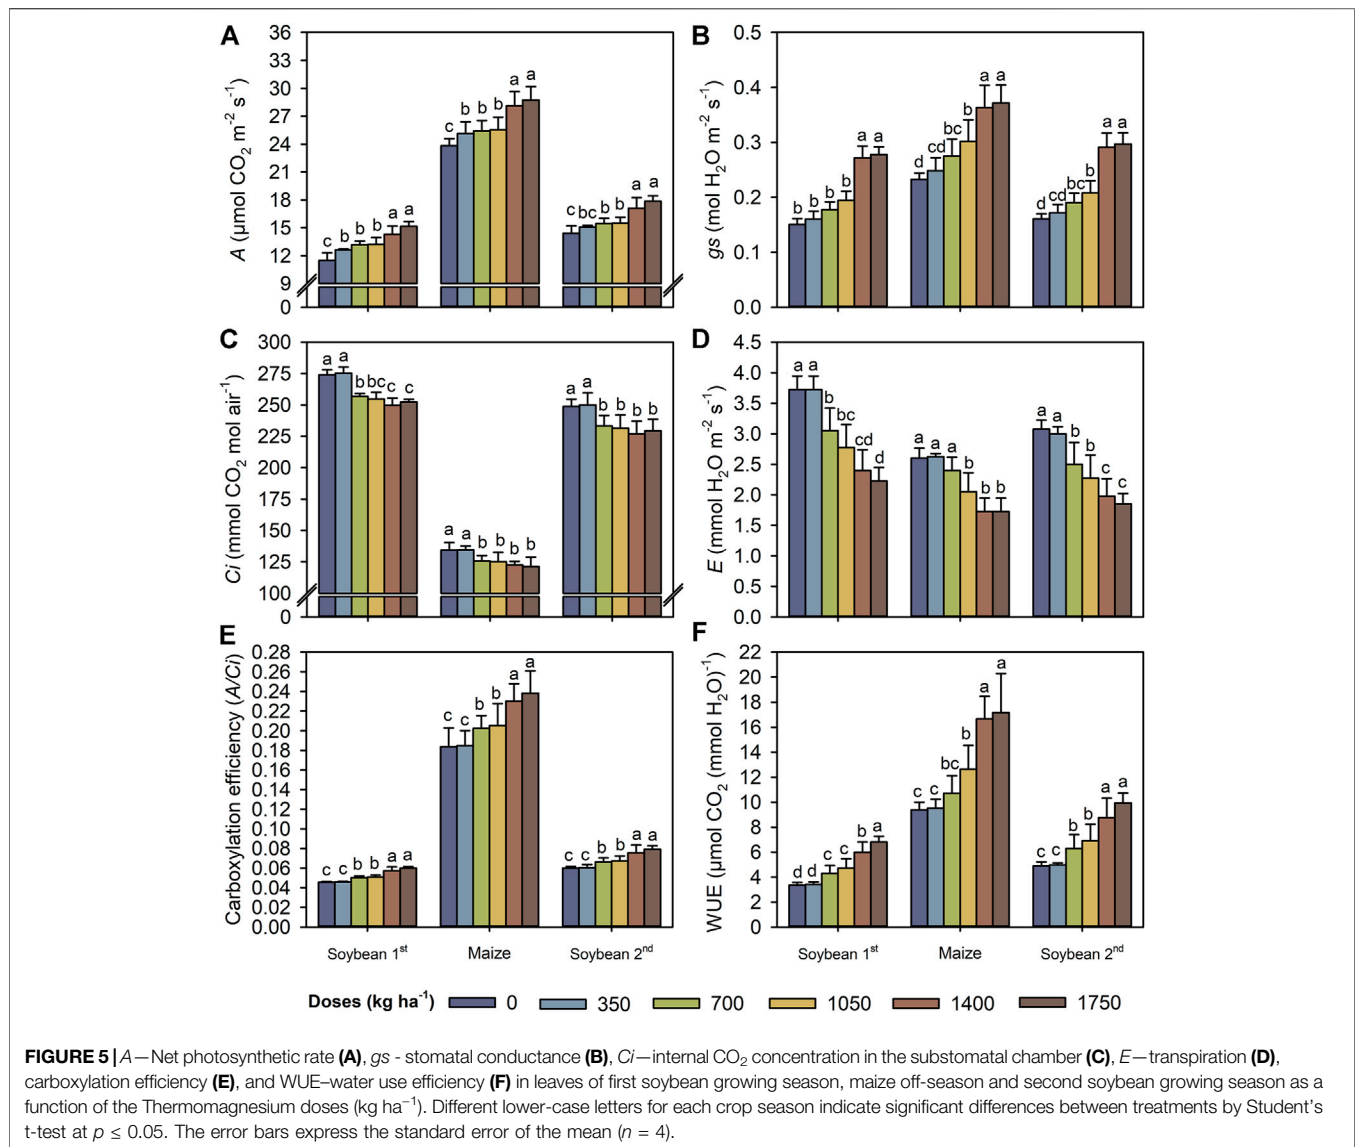 A
36
33
30
27
24
18
15
12
9
0
A (µmol CO2 m-2 s-1)
c b b b a a
c b b b a a
c b b b a a
B
0.5
0.4
0.3
0.2
0.1
0.0
gs (mol H2O m-2 s-1)
b b b b a a
d cd bc b a a
d cd bc b a a
C
300
275
250
225
200
175
150
125
100
0
Ci (mmol CO2 mol air-1)
a a b bc c c
a a b b b b
a a b b b b
D
4.5
4.0
3.5
3.0
2.5
2.0
1.5
1.0
0.5
0.0
E (mmol H2O m-2 s-1)
a a b bc cd d
a a a b b b
a a b b c c
E
0.28
0.26
0.24
0.22
0.20
0.18
0.16
0.14
0.12
0.10
0.08
0.06
0.04
0.02
0.00
Carboxylation efficiency (A/Ci)
c c b b a a
c c b b a a
c c b b a a
Soybean 1st Maize Soybean 2nd
F
22
20
18
16
14
12
10
8
6
4
2
0
WUE (µmol CO2 (mmol H2O)-1)
d d c c b a
c c bc b a a
c c b b a a
Soybean 1st Maize Soybean 2nd
Doses (kg ha-1) 0 350 700 1050 1400 1750
FIGURE 5 | A—Net photosynthetic rate (A), gs - stomatal conductance (B), Ci—internal CO2 concentration in the substomatal chamber (C), E—transpiration (D),
carboxylation efficiency (E), and WUE–water use efficiency (F) in leaves of first soybean growing season, maize off-season and second soybean growing season as a
function of the Thermomagnesium doses (kg ha−1). Different lower-case letters for each crop season indicate significant differences between treatments by Student's
t-test at p ≤ 0.05. The error bars express the standard error of the mean (n = 4).